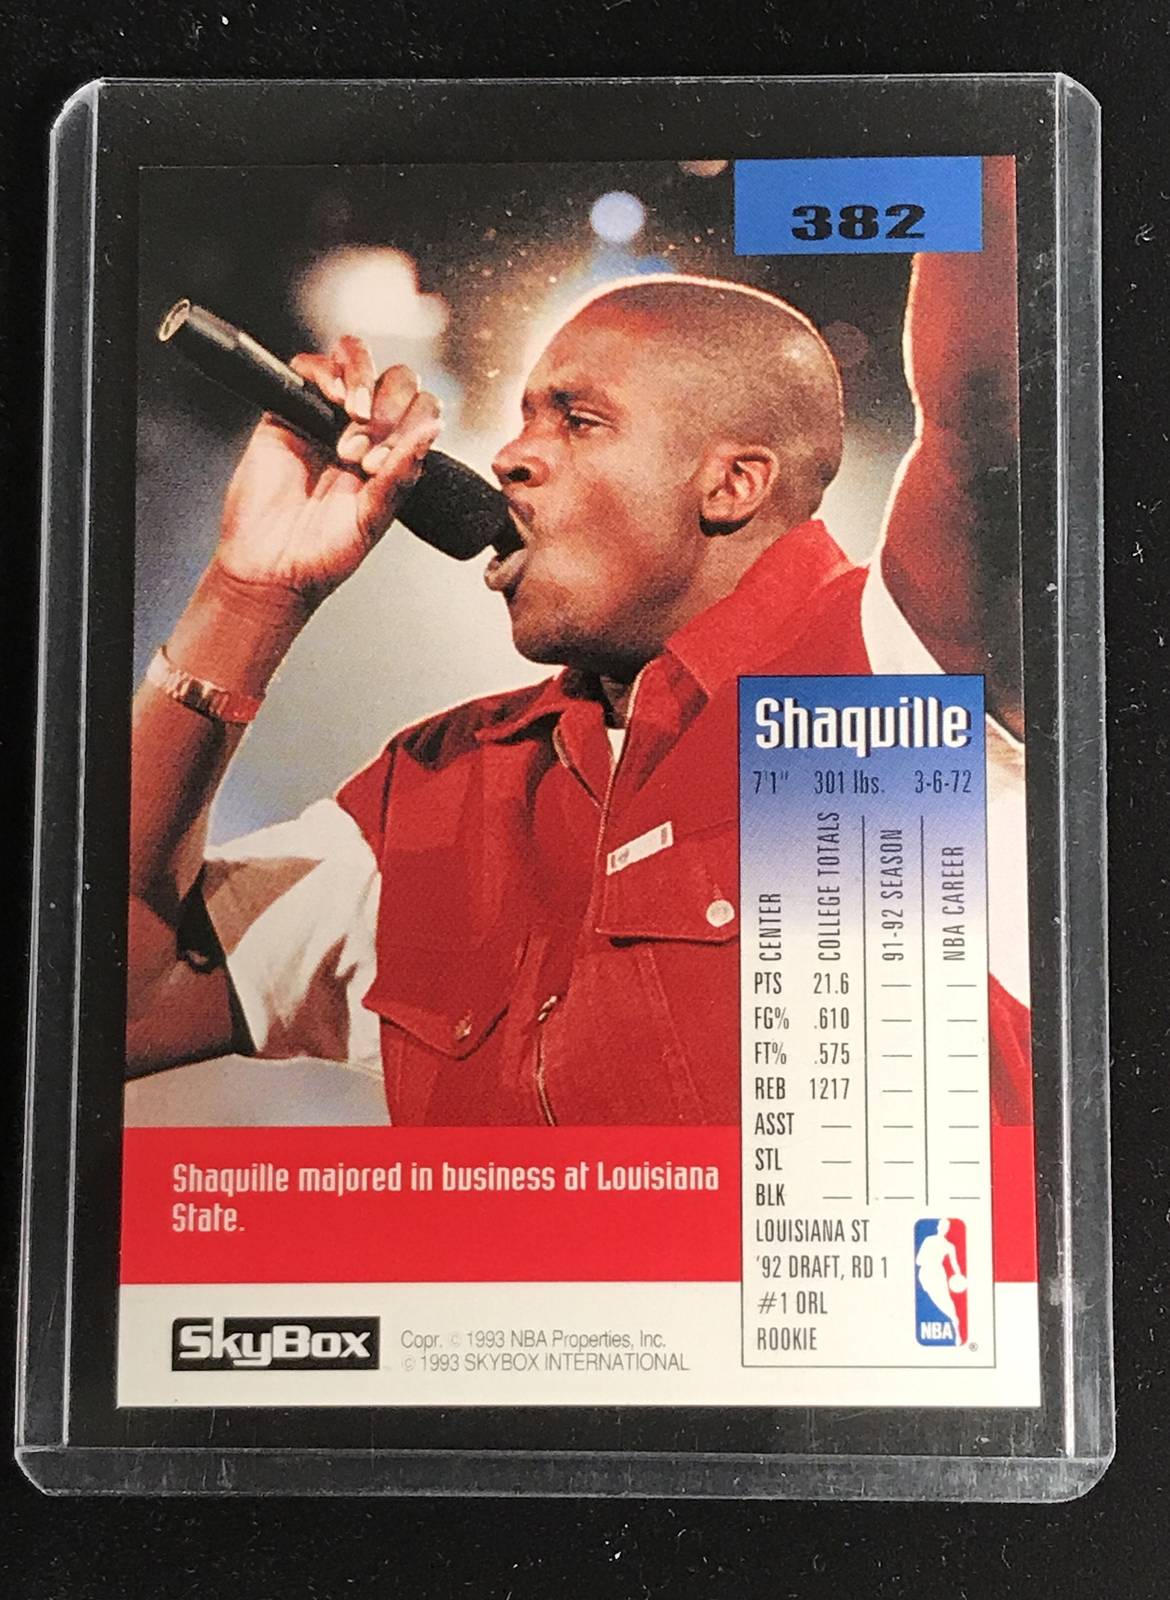 382
Shaquille
7'1" 301 lbs. 3-6-72
CENTER COLLEGE TOTALS 91-92 SEASON NBA CAREER
PTS 21.6 — —
FG% .610 — —
FT% .575 — —
REB 1217 — —
ASST — — —
STL — — —
BLK — — —
LOUISIANA ST
'92 DRAFT, RD 1
#1 ORL
ROOKIE
NBA ®
Shaquille majored in business at Louisiana
State.
SkyBox
Copr. © 1993 NBA Properties, Inc.
© 1993 SKYBOX INTERNATIONAL